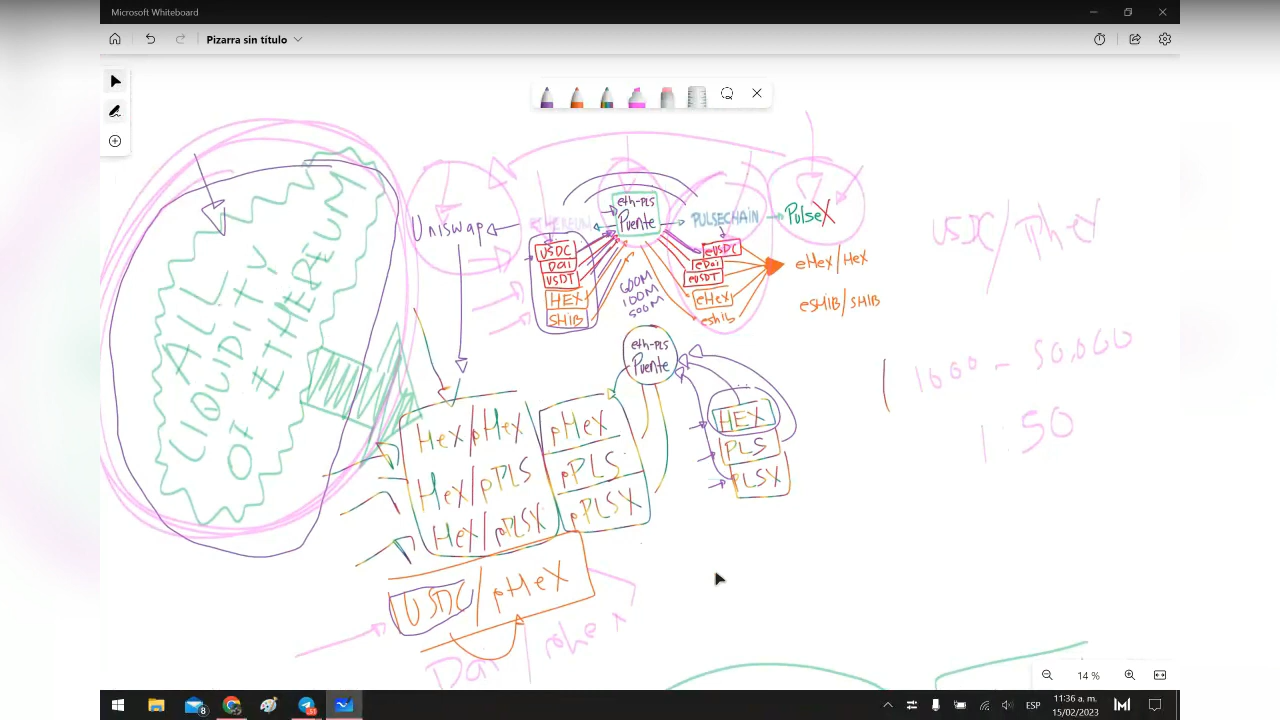 Microsoft Whiteboard
Pizarra sin título
ALL
LIQUIDITY
OF
ETHEREUM
Uniswap
eth-PLS
Puente
PULSECHAIN
PulseX
USDC
Dai
USDT
HEX
SHIB
600M
100M
500M
eUSDC
eDai
eUSDT
eHex
eshib
eHex/Hex
eSHIB/SHIB
eth-PLS
Puente
Hex/pHex
Hex/pPLS
Hex/pPLSX
pHex
pPLS
pPLSX
HEX
PLS
PLSX
USDC/pHeX
Dai/pheX
1000 - 50.000
1:50
14 %
8
ESP
11:36 a. m.
15/02/2023